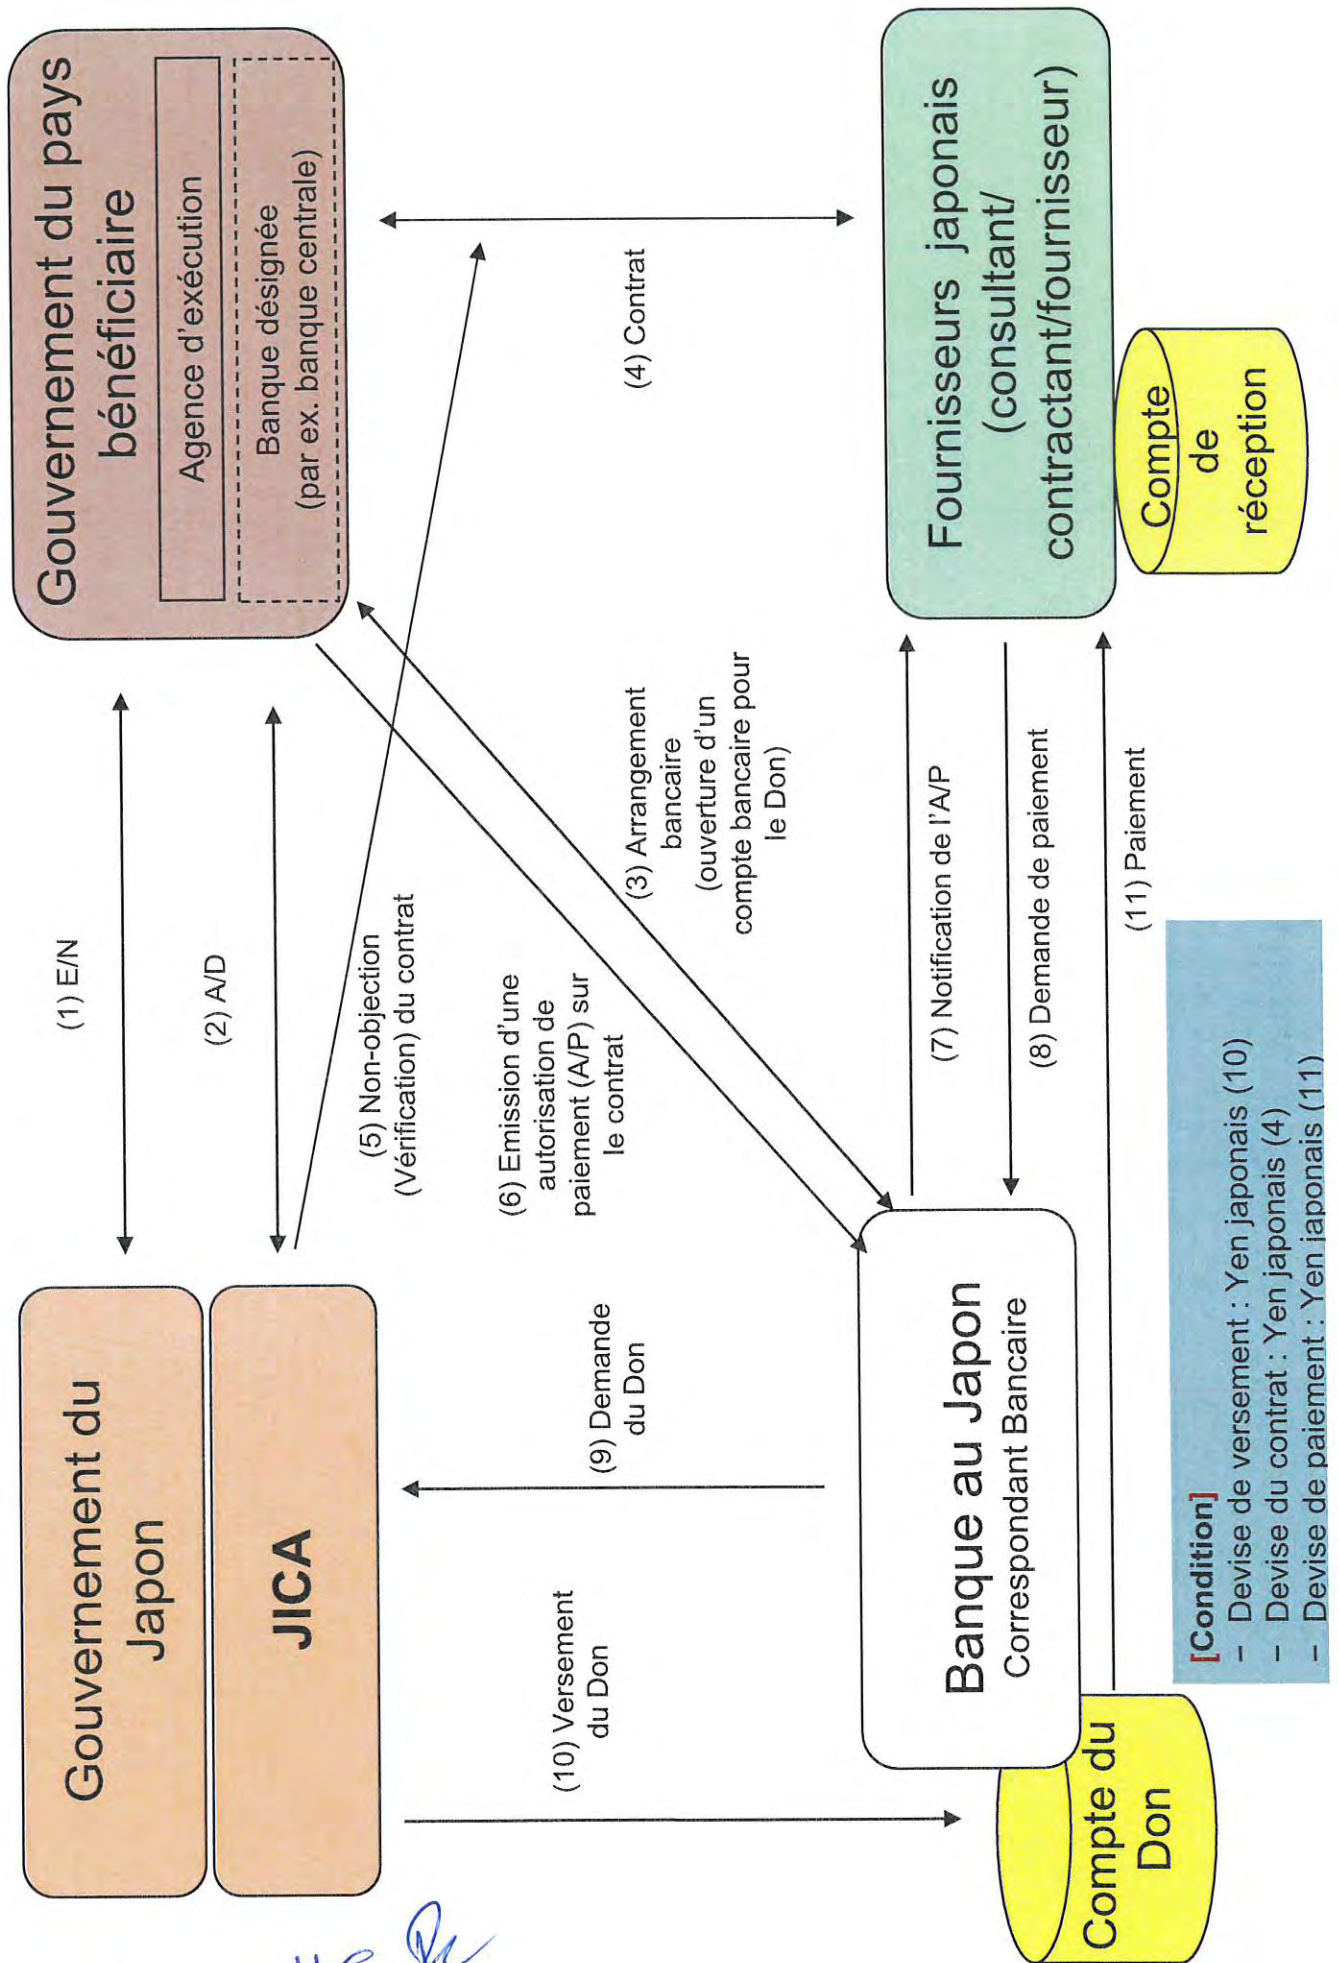 Gouvernement du
Japon
JICA
(1) E/N
(2) A/D
Gouvernement du pays
bénéficiaire
Agence d'exécution
Banque désignée
(par ex. banque centrale)
(5) Non-objection
(Vérification) du contrat
(6) Emission d'une
autorisation de
paiement (A/P) sur
le contrat
(3) Arrangement
bancaire
(ouverture d'un
compte bancaire pour
le Don)
(4) Contrat
(10) Versement
du Don
(9) Demande
du Don
Banque au Japon
Correspondant Bancaire
Compte du
Don
(7) Notification de l'A/P
(8) Demande de paiement
(11) Paiement
Fournisseurs japonais
(consultant/
contractant/fournisseur)
Compte
de
réception
[Condition]
– Devise de versement : Yen japonais (10)
– Devise du contrat : Yen japonais (4)
– Devise de paiement : Yen japonais (11)